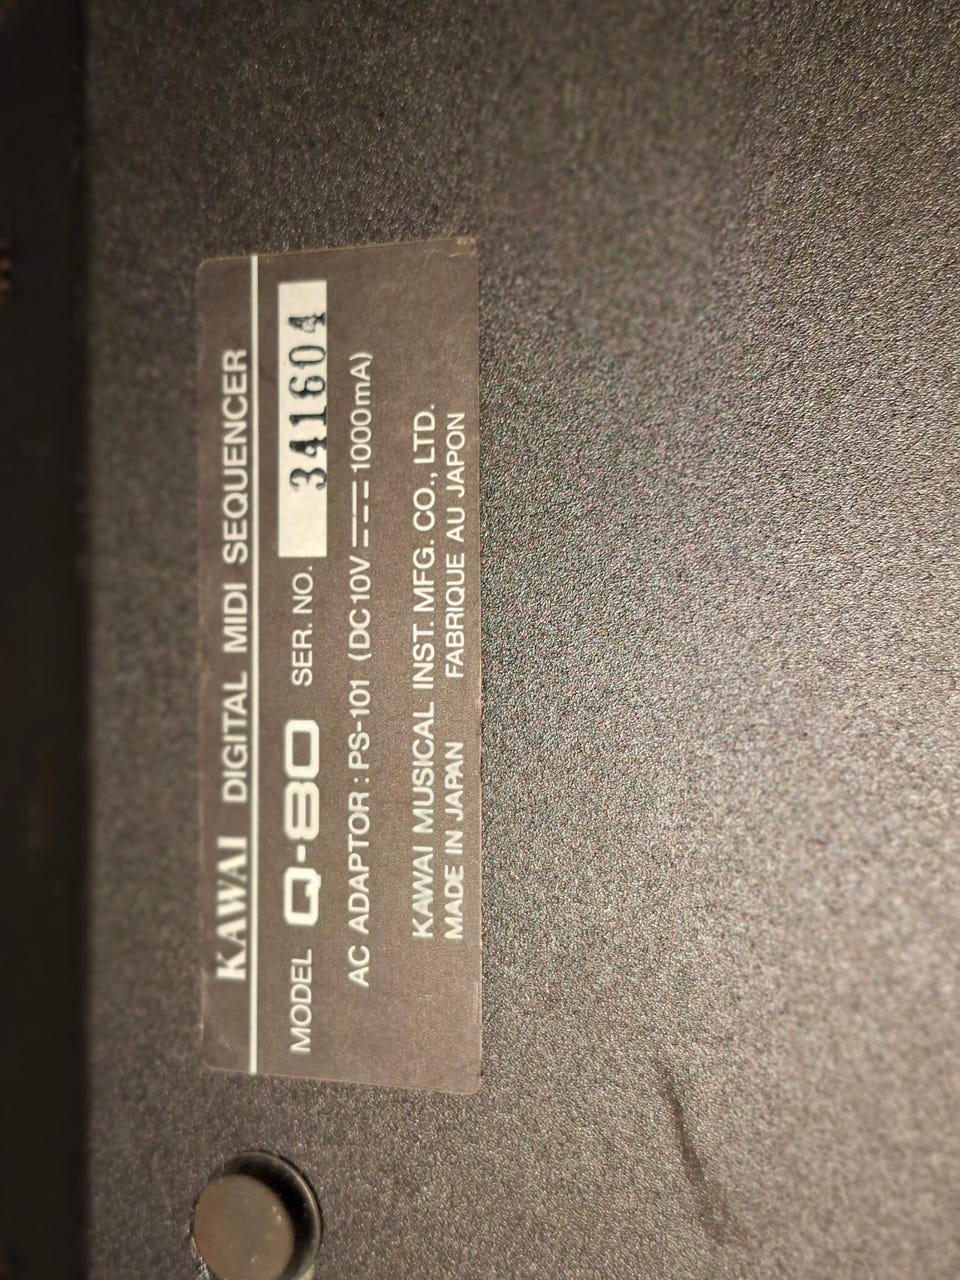 KAWAI DIGITAL MIDI SEQUENCER
MODEL Q-80 SER. NO. 341604
AC ADAPTOR : PS-101 (DC10V ⎓ 1000mA)
KAWAI MUSICAL INST. MFG. CO., LTD.
MADE IN JAPAN FABRIQUE AU JAPON